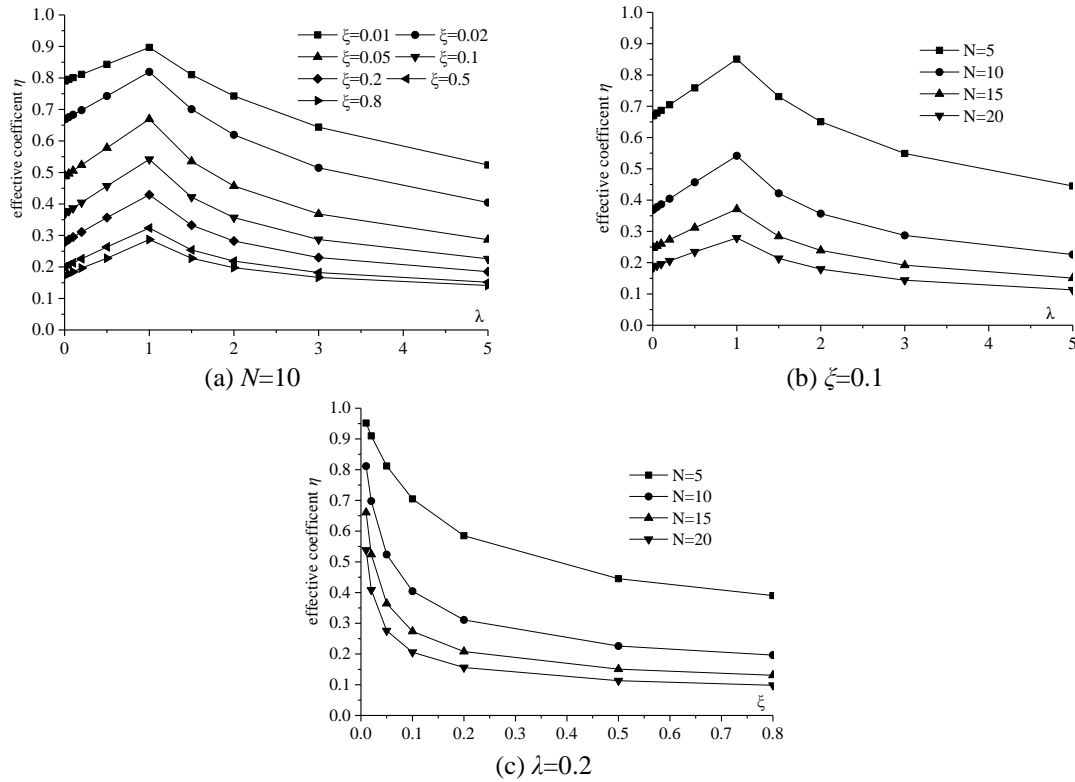 effective coefficent η
1.0
0.9
0.8
0.7
0.6
0.5
0.4
0.3
0.2
0.1
0.0
ξ=0.01 ξ=0.02
ξ=0.05 ξ=0.1
ξ=0.2 ξ=0.5
ξ=0.8
λ
0 1 2 3 4 5
(a) N=10
effective coefficent η
1.0
0.9
0.8
0.7
0.6
0.5
0.4
0.3
0.2
0.1
0.0
N=5
N=10
N=15
N=20
λ
0 1 2 3 4 5
(b) ξ=0.1
effective coefficent η
1.0
0.9
0.8
0.7
0.6
0.5
0.4
0.3
0.2
0.1
0.0
N=5
N=10
N=15
N=20
ξ
0.0 0.1 0.2 0.3 0.4 0.5 0.6 0.7 0.8
(c) λ=0.2